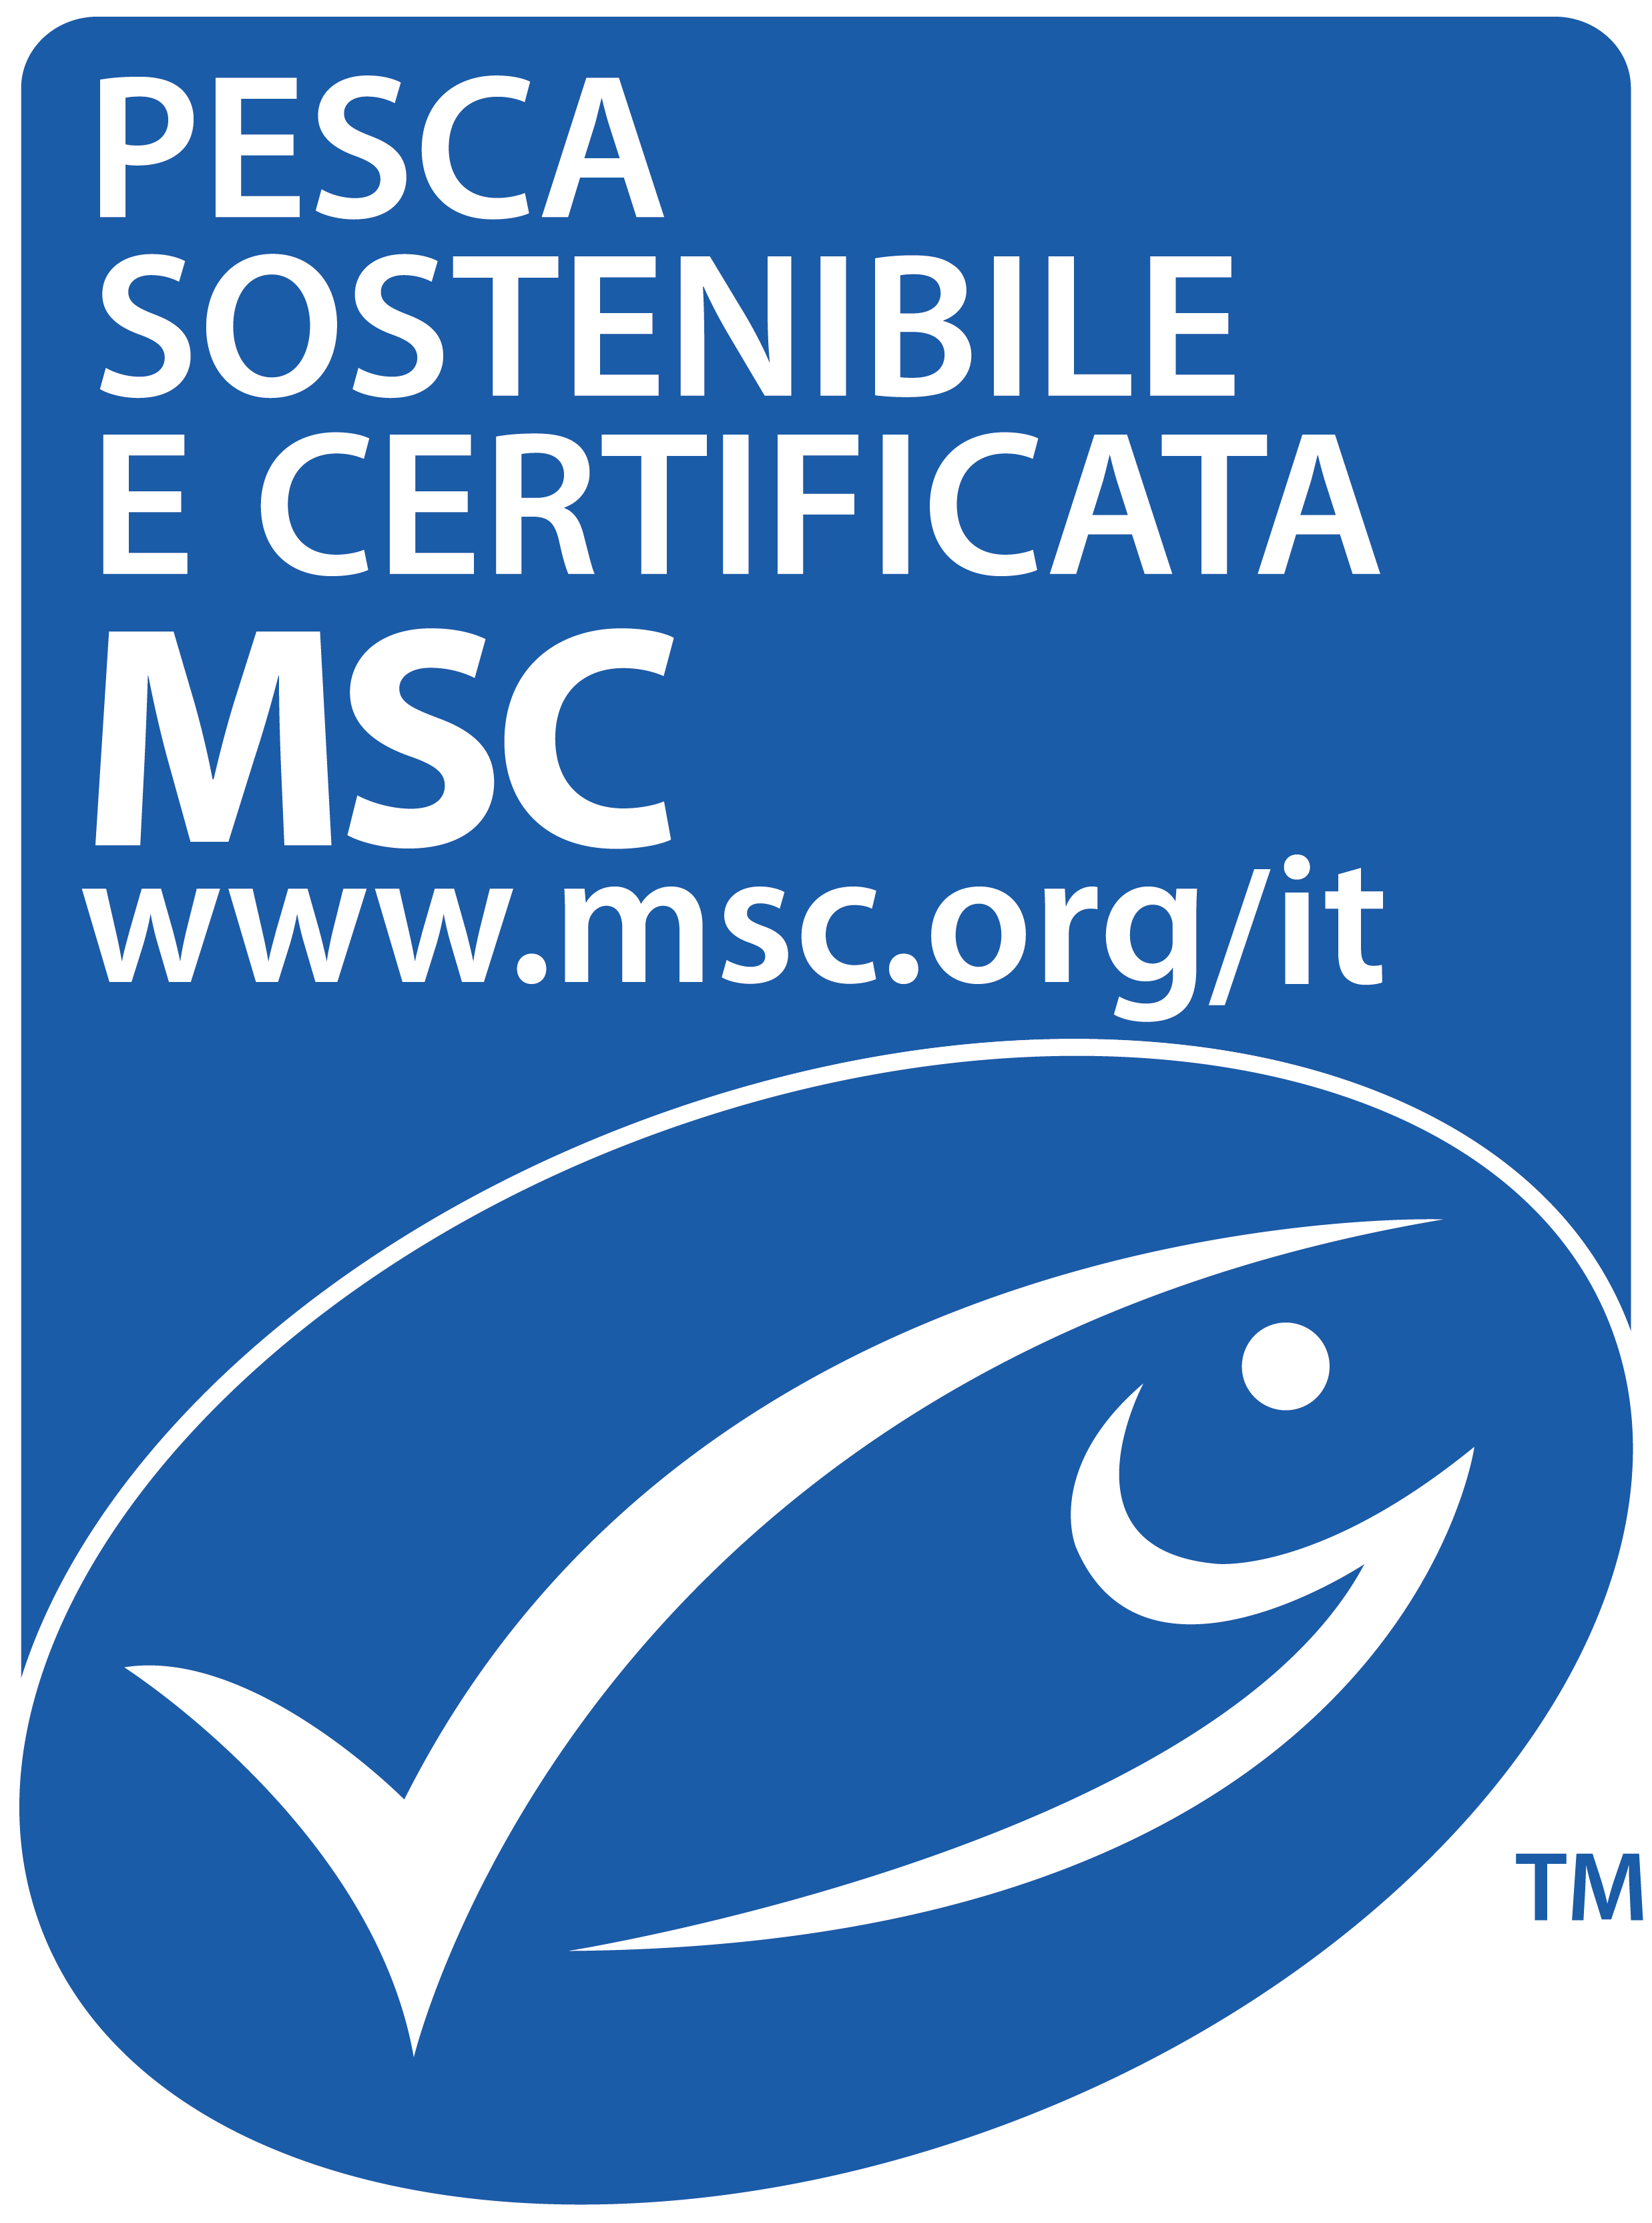 PESCA
SOSTENIBILE
E CERTIFICATA
MSC
www.msc.org/it
TM